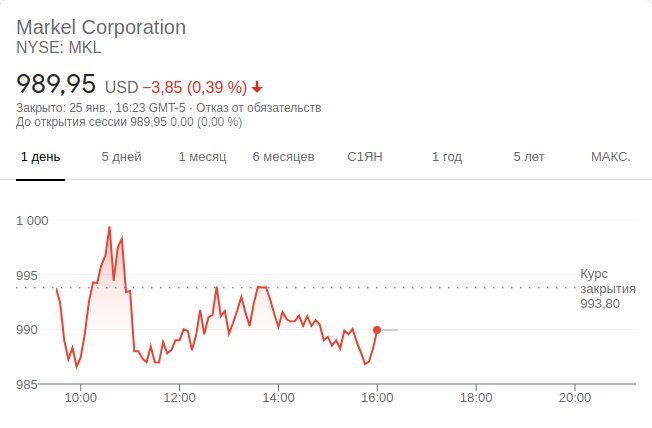 Markel Corporation
NYSE: MKL
989,95 USD −3,85 (0,39 %)
Закрыто: 25 янв., 16:23 GMT-5 · Отказ от обязательств
До открытия сессии 989,95 0,00 (0,00 %)
1 день 5 дней 1 месяц 6 месяцев С1ЯН 1 год 5 лет МАКС.
1 000
995
990
985
Курс
закрытия
993,80
10:00 12:00 14:00 16:00 18:00 20:00